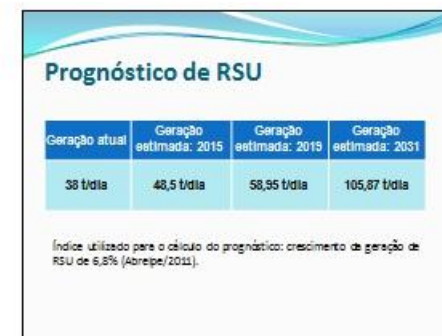 Prognóstico de RSU
Geração atual
Geração estimada: 2015
Geração estimada: 2019
Geração estimada: 2031
38 t/dia
48,5 t/dia
58,95 t/dia
105,87 t/dia
Índice utilizado para o cálculo do prognóstico: crescimento da geração de
RSU de 6,8% (Abrelpe/2011).